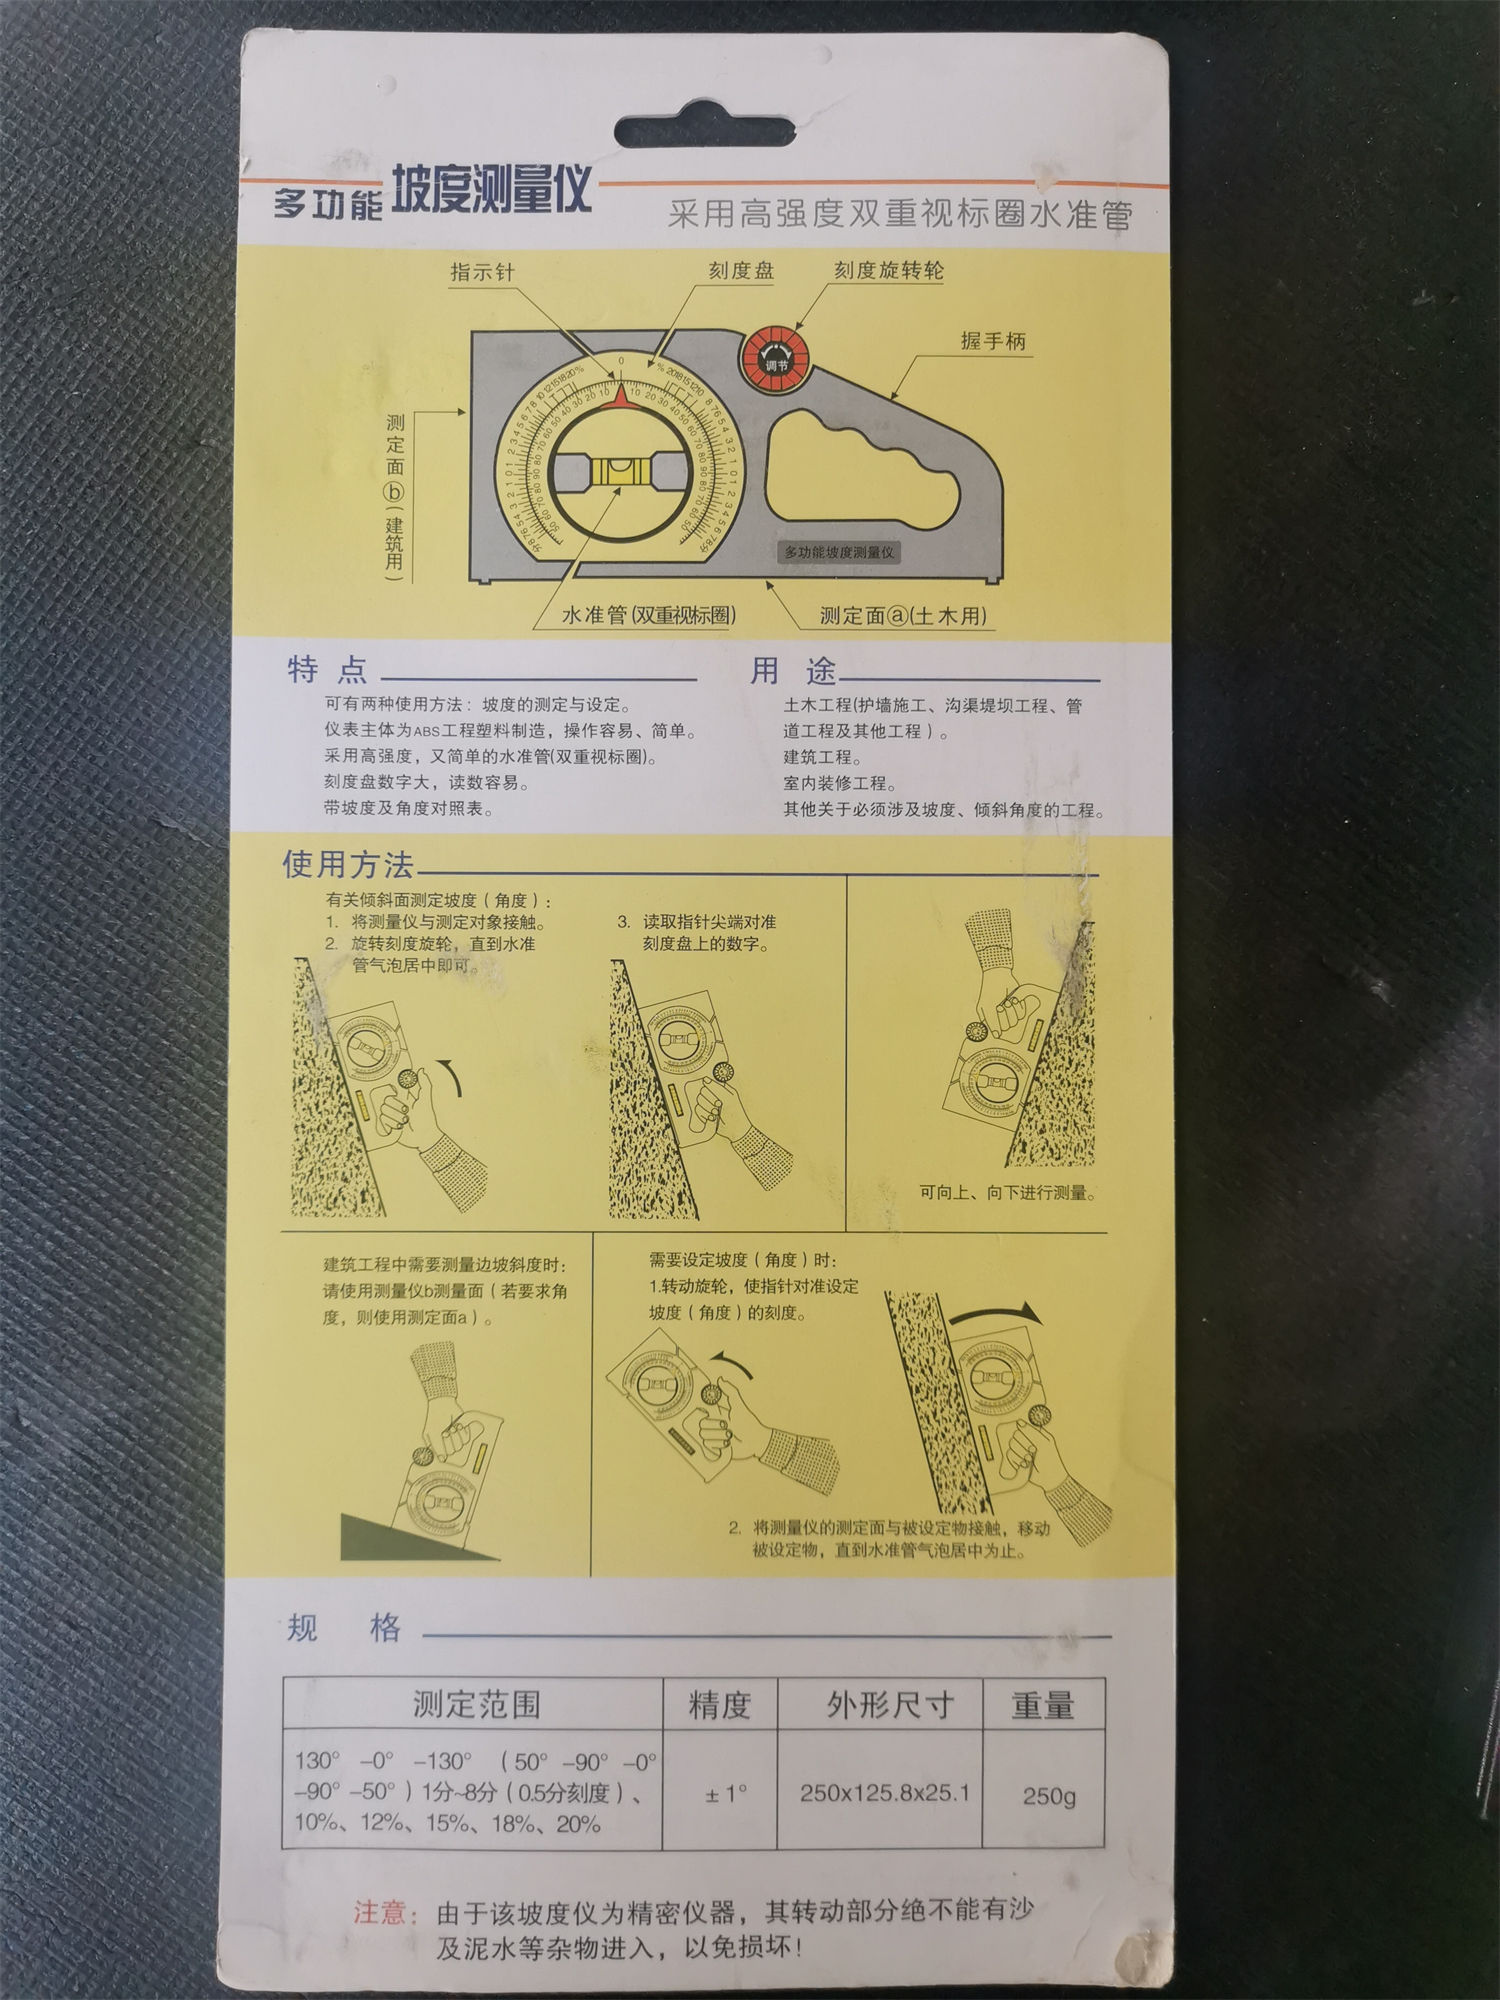 多功能 坡度测量仪
采用高强度双重视标圈水准管
指示针
刻度盘
刻度旋转轮
握手柄
调节
测定面ⓑ(建筑用)
多功能坡度测量仪
水准管(双重视标圈)
测定面ⓐ(土木用)
特 点
可有两种使用方法：坡度的测定与设定。
仪表主体为ABS工程塑料制造，操作容易、简单。
采用高强度，又简单的水准管(双重视标圈)。
刻度盘数字大，读数容易。
带坡度及角度对照表。
用 途
土木工程(护墙施工、沟渠堤坝工程、管
道工程及其他工程)。
建筑工程。
室内装修工程。
其他关于必须涉及坡度、倾斜角度的工程。
使用方法
有关倾斜面测定坡度(角度)：
1. 将测量仪与测定对象接触。
2. 旋转刻度旋轮，直到水准
管气泡居中即可。
3. 读取指针尖端对准
刻度盘上的数字。
可向上、向下进行测量。
建筑工程中需要测量边坡斜度时：
请使用测量仪b测量面(若要求角
度，则使用测定面a)。
需要设定坡度(角度)时：
1.转动旋轮，使指针对准设定
坡度(角度)的刻度。
2. 将测量仪的测定面与被设定物接触，移动
被设定物，直到水准管气泡居中为止。
规 格
测定范围 精度 外形尺寸 重量
130° -0° -130° (50° -90° -0°
-90° -50°) 1分~8分(0.5分刻度)、
10%、12%、15%、18%、20%
±1°
250x125.8x25.1
250g
注意：由于该坡度仪为精密仪器，其转动部分绝不能有沙
及泥水等杂物进入，以免损坏！